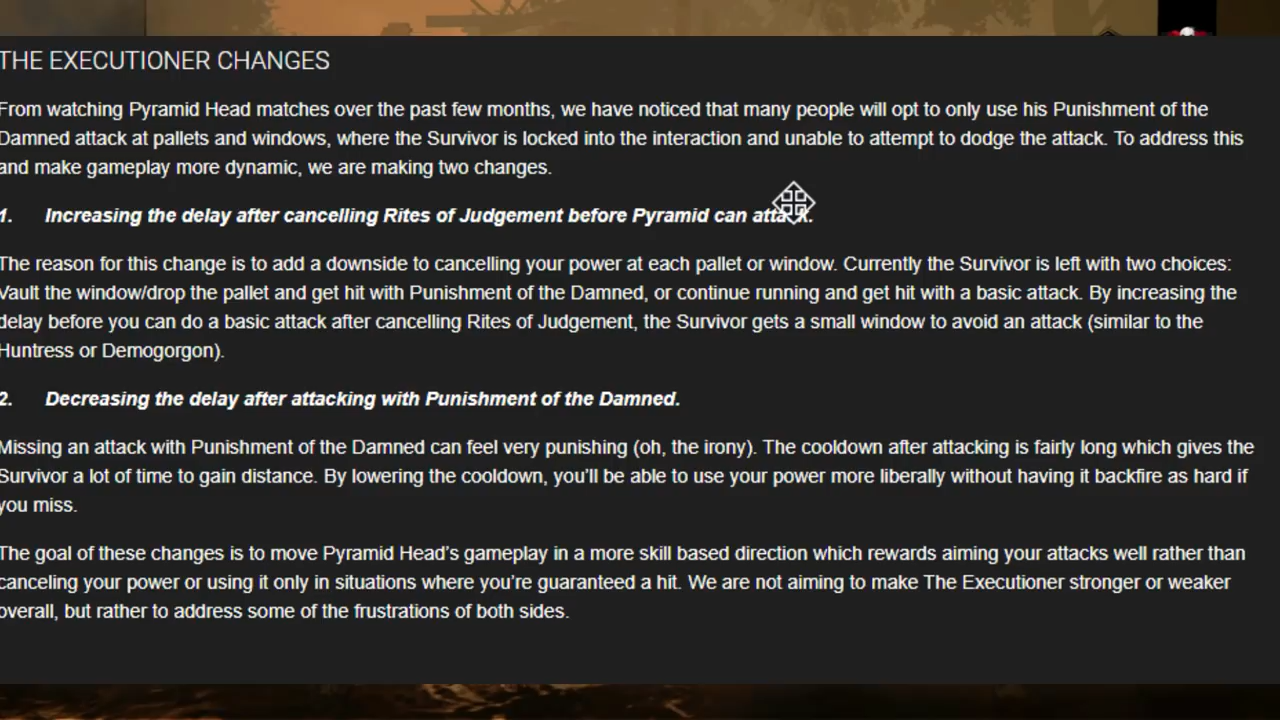 THE EXECUTIONER CHANGES
From watching Pyramid Head matches over the past few months, we have noticed that many people will opt to only use his Punishment of the
Damned attack at pallets and windows, where the Survivor is locked into the interaction and unable to attempt to dodge the attack. To address this
and make gameplay more dynamic, we are making two changes.
1. Increasing the delay after cancelling Rites of Judgement before Pyramid can attack.
The reason for this change is to add a downside to cancelling your power at each pallet or window. Currently the Survivor is left with two choices:
Vault the window/drop the pallet and get hit with Punishment of the Damned, or continue running and get hit with a basic attack. By increasing the
delay before you can do a basic attack after cancelling Rites of Judgement, the Survivor gets a small window to avoid an attack (similar to the
Huntress or Demogorgon).
2. Decreasing the delay after attacking with Punishment of the Damned.
Missing an attack with Punishment of the Damned can feel very punishing (oh, the irony). The cooldown after attacking is fairly long which gives the
Survivor a lot of time to gain distance. By lowering the cooldown, you'll be able to use your power more liberally without having it backfire as hard if
you miss.
The goal of these changes is to move Pyramid Head's gameplay in a more skill based direction which rewards aiming your attacks well rather than
canceling your power or using it only in situations where you're guaranteed a hit. We are not aiming to make The Executioner stronger or weaker
overall, but rather to address some of the frustrations of both sides.